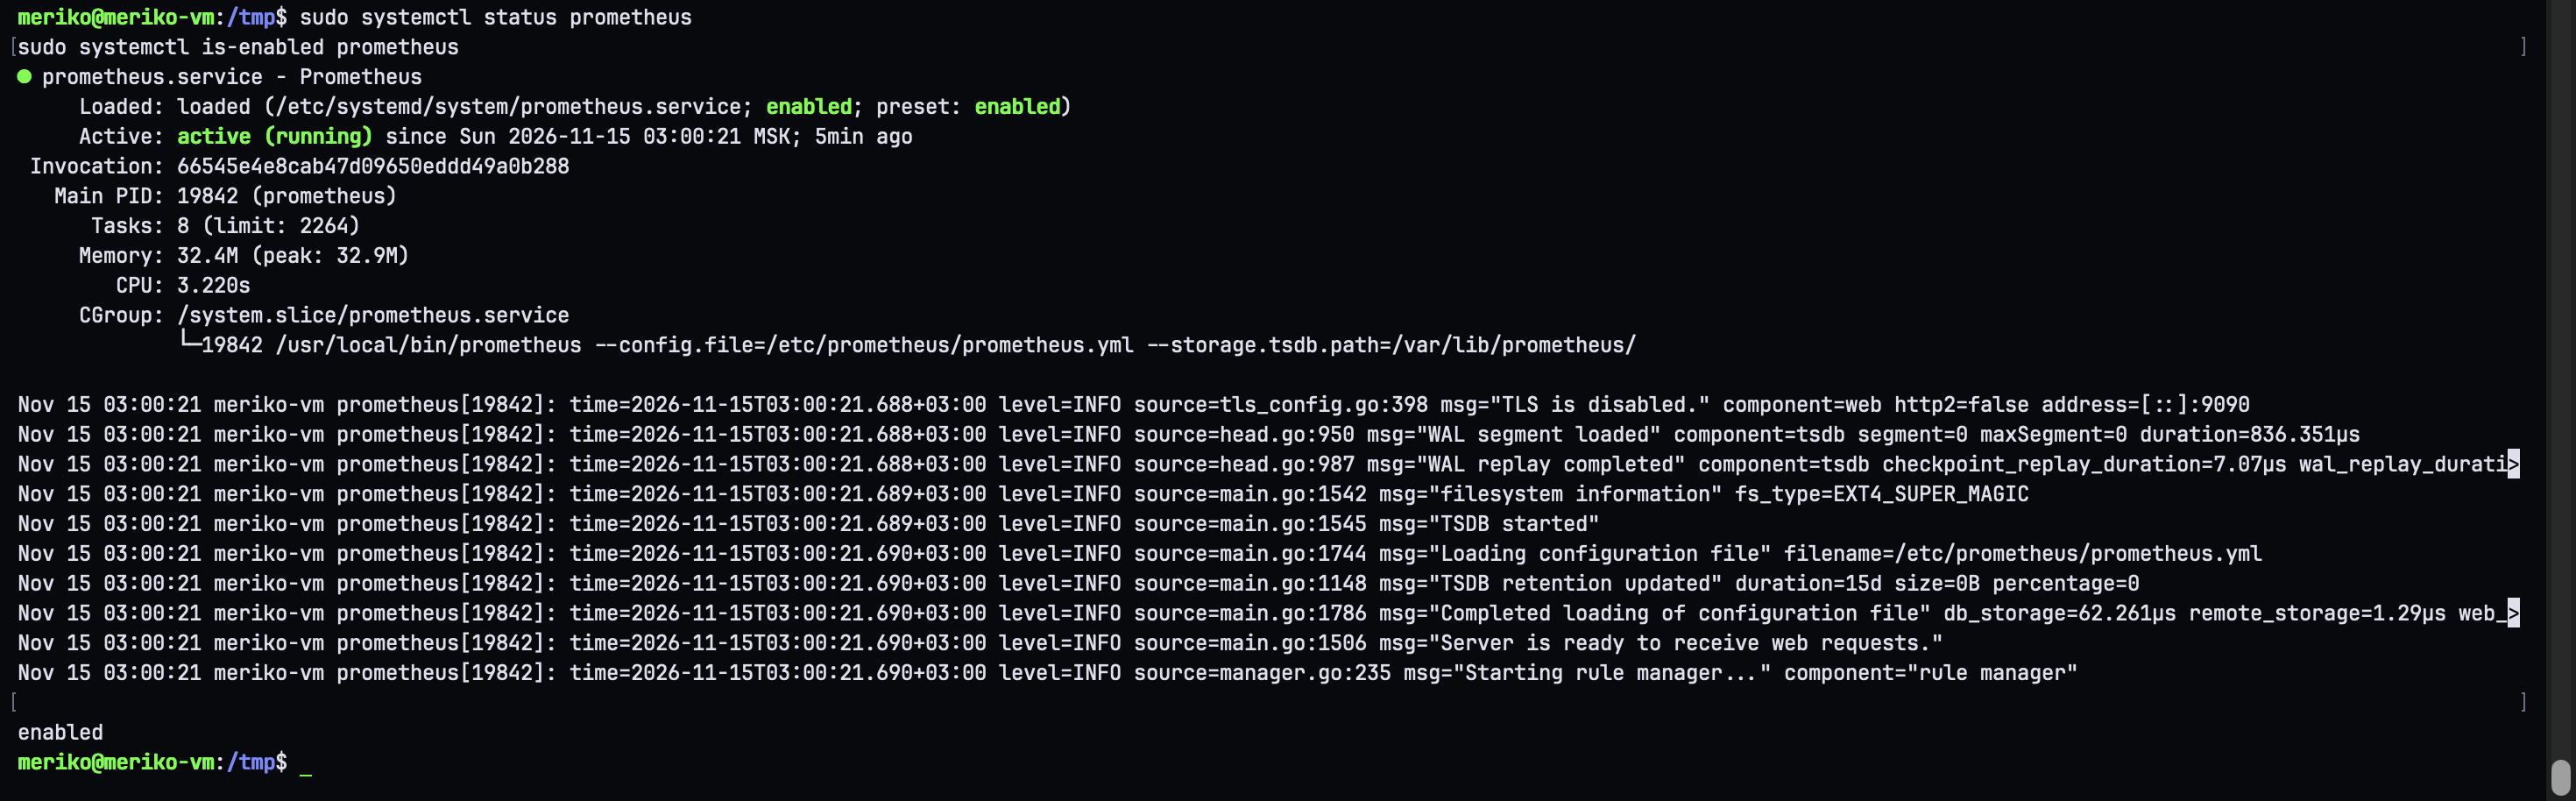 meriko@meriko-vm:/tmp$ sudo systemctl status prometheus
[sudo systemctl is-enabled prometheus ]
● prometheus.service - Prometheus
Loaded: loaded (/etc/systemd/system/prometheus.service; enabled; preset: enabled)
Active: active (running) since Sun 2026-11-15 03:00:21 MSK; 5min ago
Invocation: 66545e4e8cab47d09650eddd49a0b288
Main PID: 19842 (prometheus)
Tasks: 8 (limit: 2264)
Memory: 32.4M (peak: 32.9M)
CPU: 3.220s
CGroup: /system.slice/prometheus.service
└─19842 /usr/local/bin/prometheus --config.file=/etc/prometheus/prometheus.yml --storage.tsdb.path=/var/lib/prometheus/
Nov 15 03:00:21 meriko-vm prometheus[19842]: time=2026-11-15T03:00:21.688+03:00 level=INFO source=tls_config.go:398 msg="TLS is disabled." component=web http2=false address=[::]:9090
Nov 15 03:00:21 meriko-vm prometheus[19842]: time=2026-11-15T03:00:21.688+03:00 level=INFO source=head.go:950 msg="WAL segment loaded" component=tsdb segment=0 maxSegment=0 duration=836.351µs
Nov 15 03:00:21 meriko-vm prometheus[19842]: time=2026-11-15T03:00:21.688+03:00 level=INFO source=head.go:987 msg="WAL replay completed" component=tsdb checkpoint_replay_duration=7.07µs wal_replay_durati>
Nov 15 03:00:21 meriko-vm prometheus[19842]: time=2026-11-15T03:00:21.689+03:00 level=INFO source=main.go:1542 msg="filesystem information" fs_type=EXT4_SUPER_MAGIC
Nov 15 03:00:21 meriko-vm prometheus[19842]: time=2026-11-15T03:00:21.689+03:00 level=INFO source=main.go:1545 msg="TSDB started"
Nov 15 03:00:21 meriko-vm prometheus[19842]: time=2026-11-15T03:00:21.690+03:00 level=INFO source=main.go:1744 msg="Loading configuration file" filename=/etc/prometheus/prometheus.yml
Nov 15 03:00:21 meriko-vm prometheus[19842]: time=2026-11-15T03:00:21.690+03:00 level=INFO source=main.go:1148 msg="TSDB retention updated" duration=15d size=0B percentage=0
Nov 15 03:00:21 meriko-vm prometheus[19842]: time=2026-11-15T03:00:21.690+03:00 level=INFO source=main.go:1786 msg="Completed loading of configuration file" db_storage=62.261µs remote_storage=1.29µs web_>
Nov 15 03:00:21 meriko-vm prometheus[19842]: time=2026-11-15T03:00:21.690+03:00 level=INFO source=main.go:1506 msg="Server is ready to receive web requests."
Nov 15 03:00:21 meriko-vm prometheus[19842]: time=2026-11-15T03:00:21.690+03:00 level=INFO source=manager.go:235 msg="Starting rule manager..." component="rule manager"
[ ]
enabled
meriko@meriko-vm:/tmp$ _